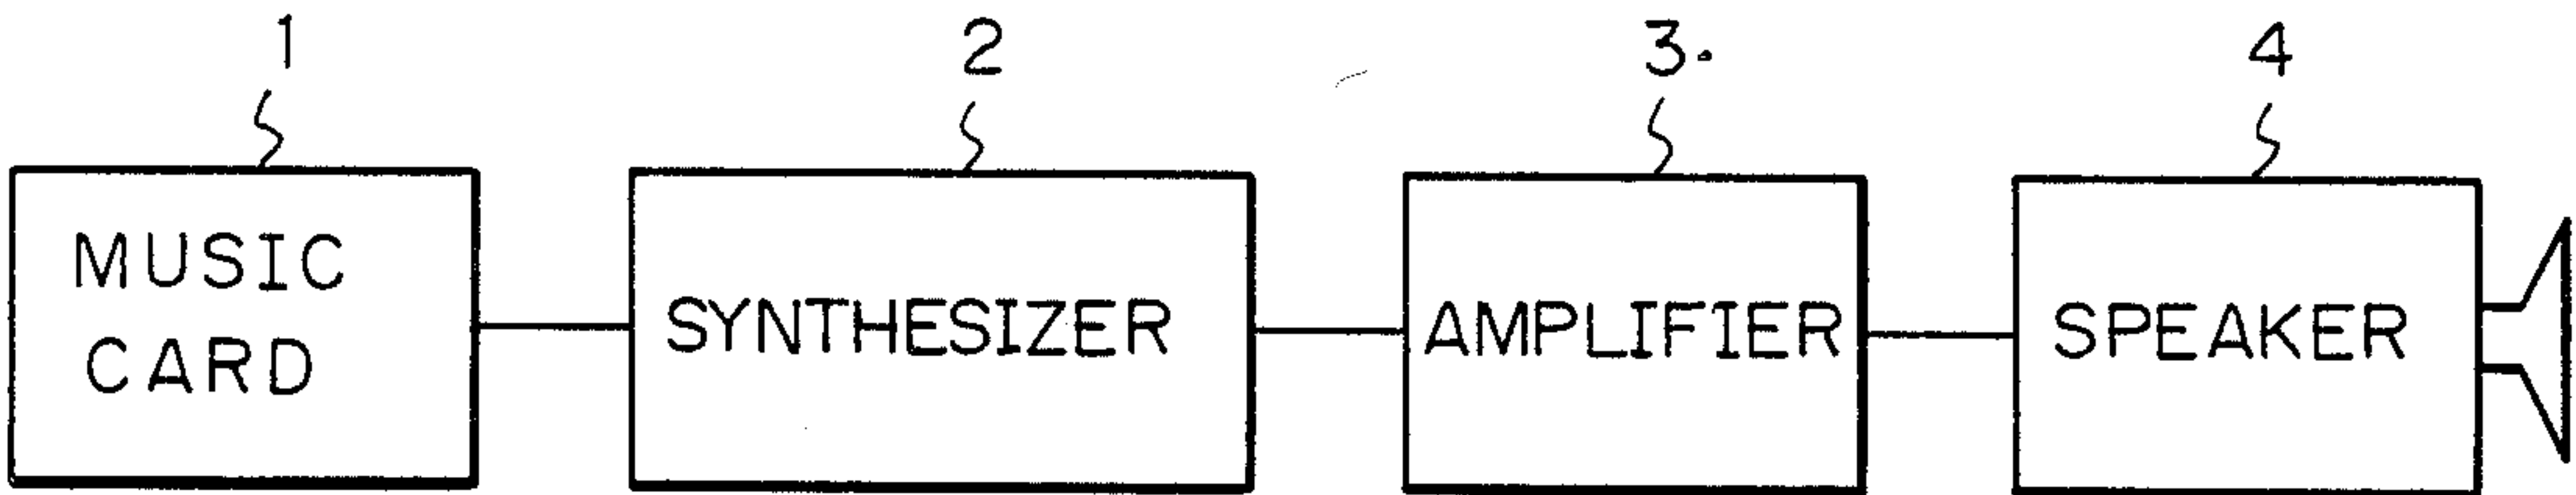 1 2 3. 4
MUSIC
CARD
SYNTHESIZER
AMPLIFIER
SPEAKER